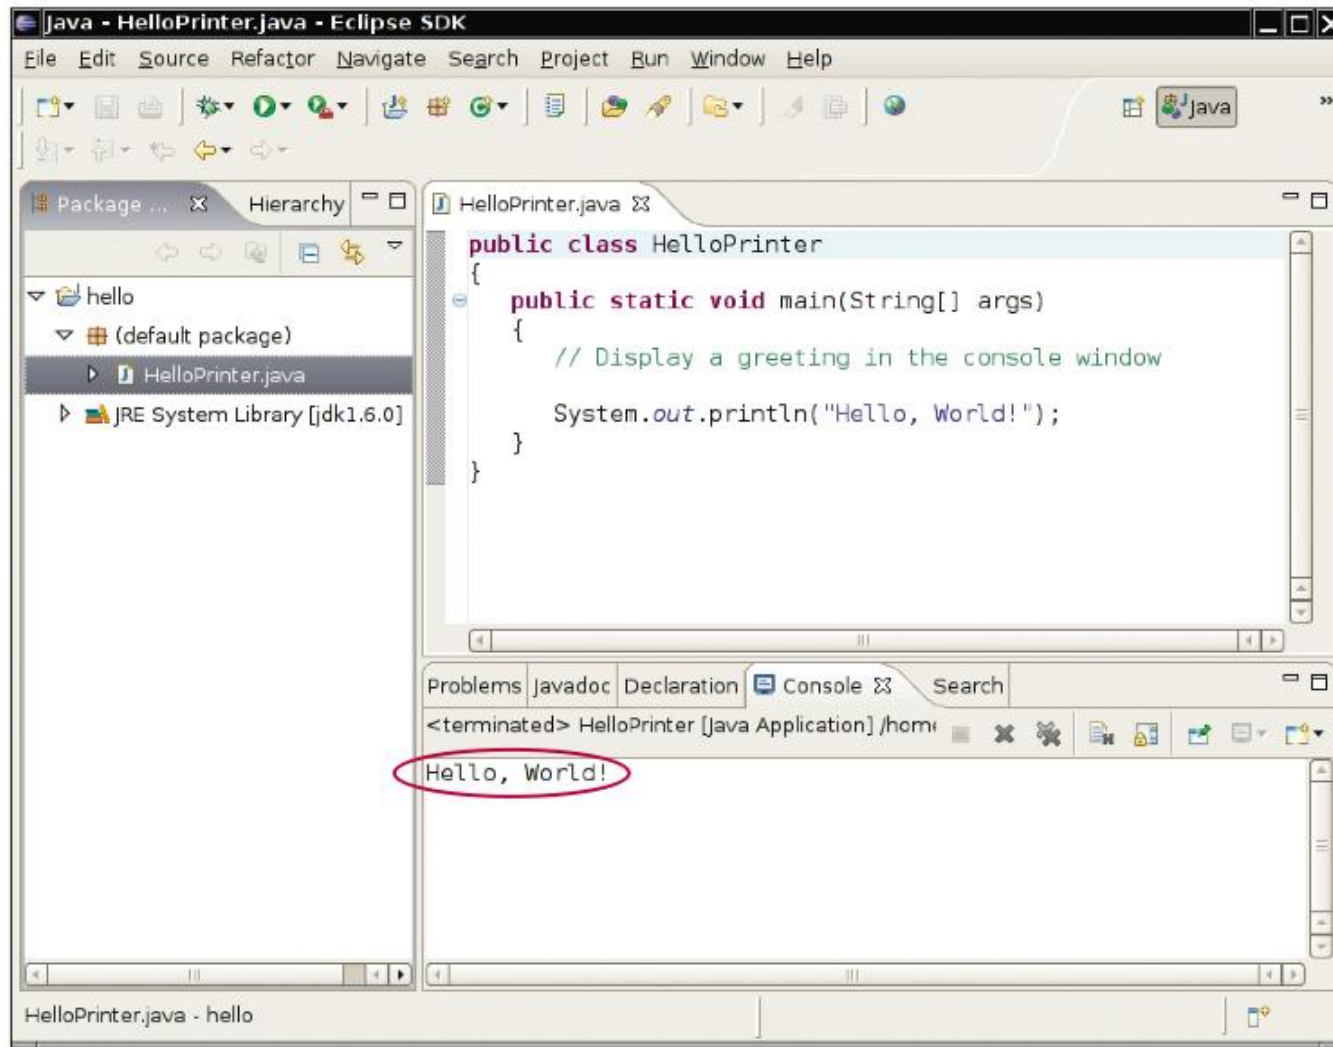 Java - HelloPrinter.java - Eclipse SDK
File Edit Source Refactor Navigate Search Project Run Window Help
Java
Package ... Hierarchy
hello
(default package)
HelloPrinter.java
JRE System Library [jdk1.6.0]
HelloPrinter.java
public class HelloPrinter
{
public static void main(String[] args)
{
// Display a greeting in the console window
System.out.println("Hello, World!");
}
}
Problems Javadoc Declaration Console Search
<terminated> HelloPrinter [Java Application] /hom
Hello, World!
HelloPrinter.java - hello